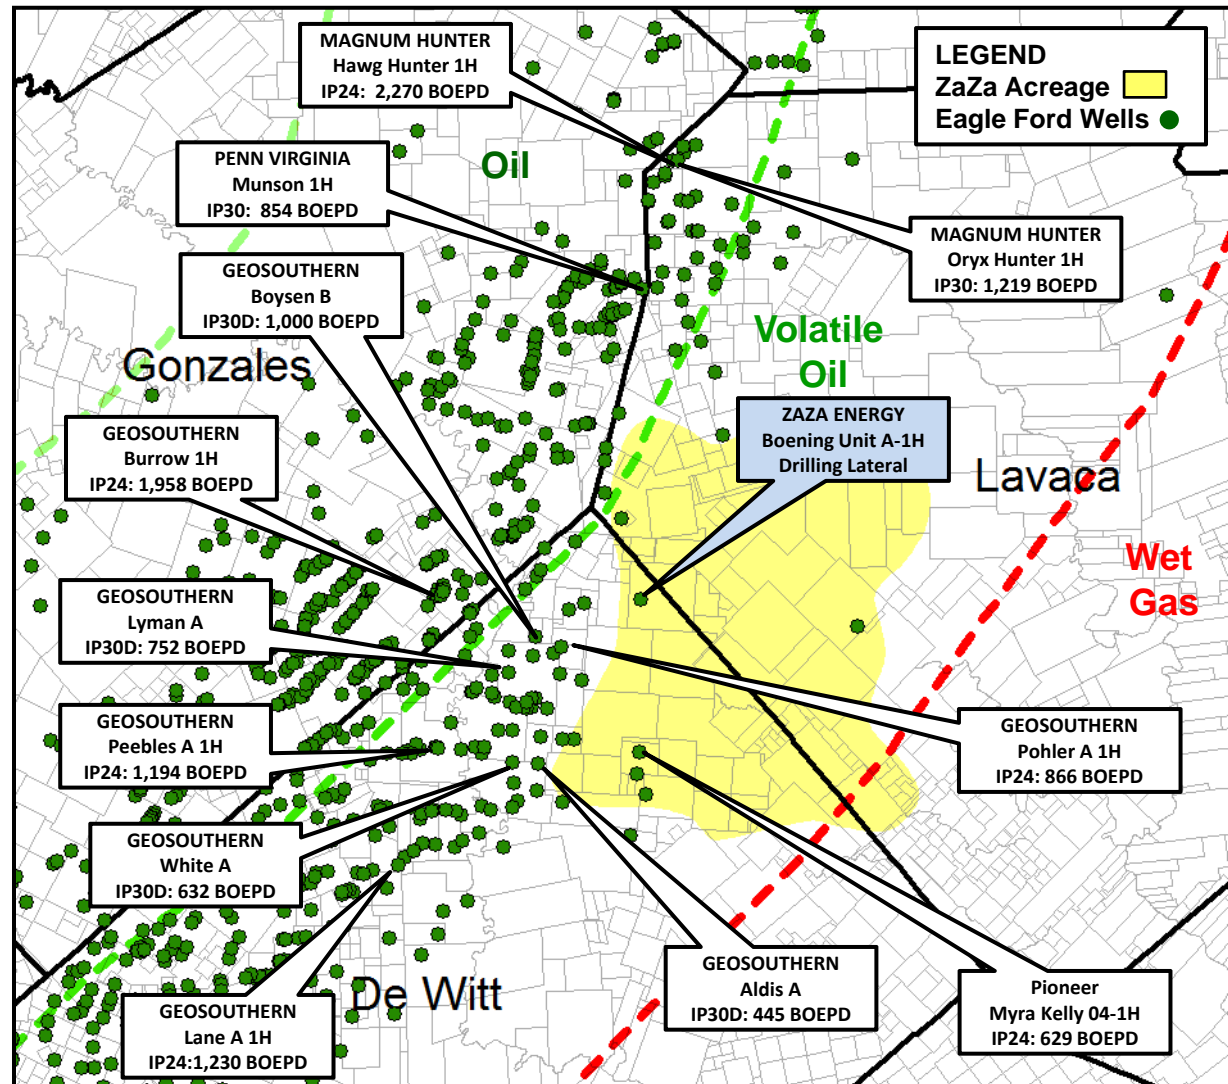 MAGNUM HUNTER
Hawg Hunter 1H
IP24: 2,270 BOEPD
LEGEND
ZaZa Acreage
Eagle Ford Wells
PENN VIRGINIA
Munson 1H
IP30: 854 BOEPD
Oil
MAGNUM HUNTER
Oryx Hunter 1H
IP30: 1,219 BOEPD
GEOSOUTHERN
Boysen B
IP30D: 1,000 BOEPD
Volatile
Oil
Gonzales
ZAZA ENERGY
Boening Unit A-1H
Drilling Lateral
GEOSOUTHERN
Burrow 1H
IP24: 1,958 BOEPD
Lavaca
Wet
Gas
GEOSOUTHERN
Lyman A
IP30D: 752 BOEPD
GEOSOUTHERN
Peebles A 1H
IP24: 1,194 BOEPD
GEOSOUTHERN
Pohler A 1H
IP24: 866 BOEPD
GEOSOUTHERN
White A
IP30D: 632 BOEPD
GEOSOUTHERN
Aldis A
IP30D: 445 BOEPD
Pioneer
Myra Kelly 04-1H
IP24: 629 BOEPD
De Witt
GEOSOUTHERN
Lane A 1H
IP24:1,230 BOEPD